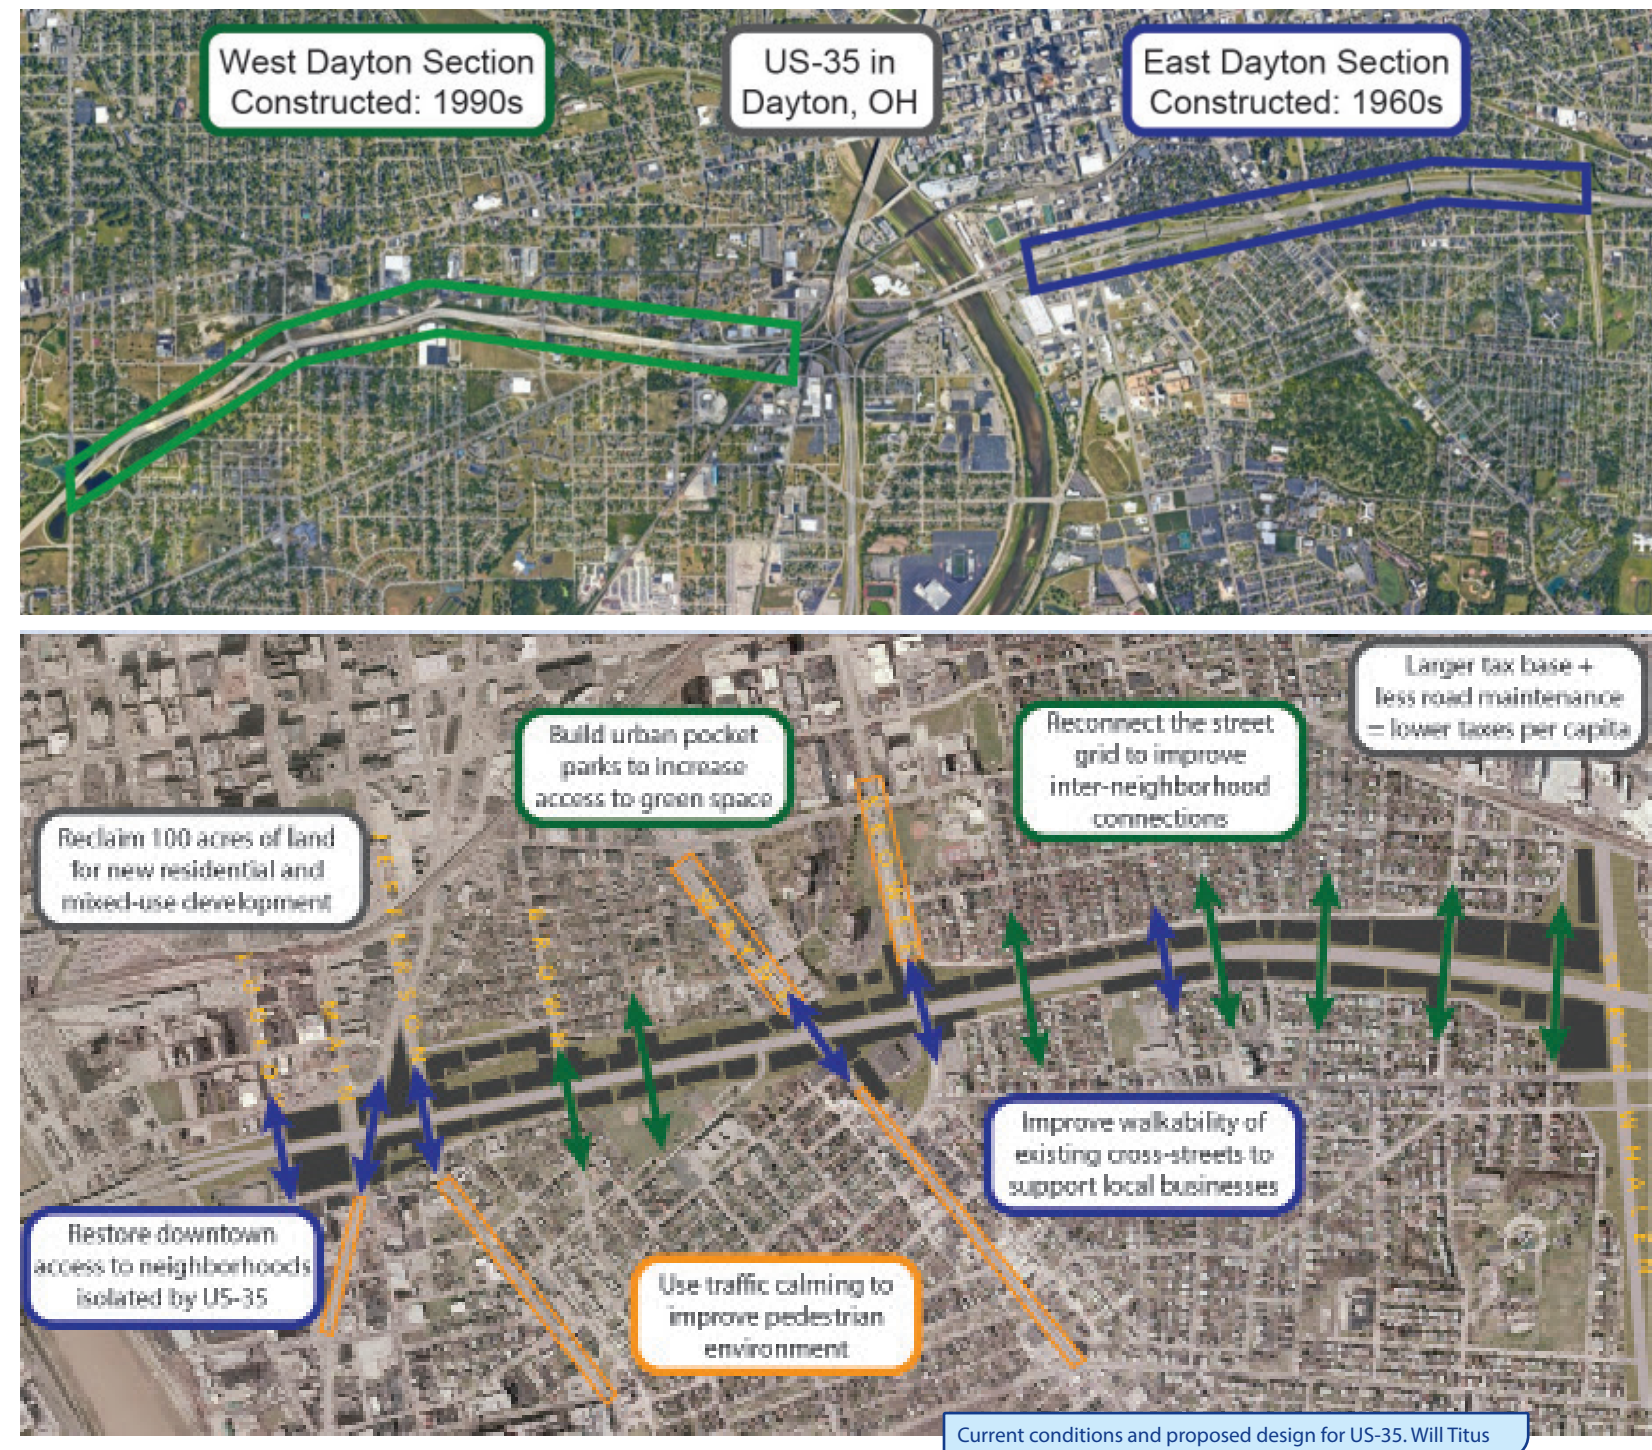 West Dayton Section
Constructed: 1990s
US-35 in
Dayton, OH
East Dayton Section
Constructed: 1960s
Larger tax base +
less road maintenance
= lower taxes per capita
Build urban pocket
parks to increase
access to green space
Reconnect the street
grid to improve
inter-neighborhood
connections
Reclaim 100 acres of land
for new residential and
mixed-use development
LUDLOW
MAIN
JEFFERSON
BROWN
WAYNE
KEOWEE
STEVE WHALEN
Improve walkability of
existing cross-streets to
support local businesses
Restore downtown
access to neighborhoods
isolated by US-35
Use traffic calming to
improve pedestrian
environment
Current conditions and proposed design for US-35. Will Titus